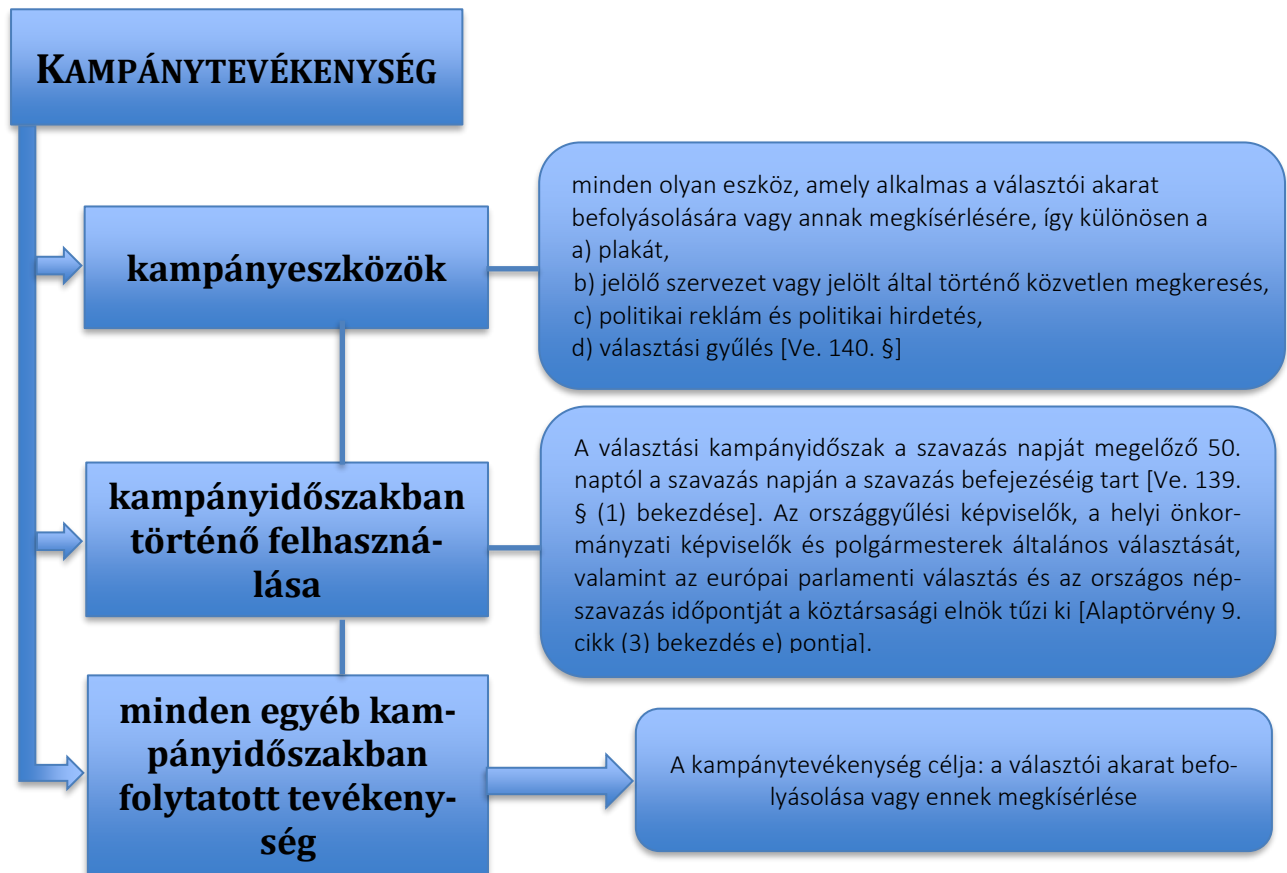 KAMPÁNYTEVÉKENYSÉG
kampányeszközök
minden olyan eszköz, amely alkalmas a választói akarat
befolyásolására vagy annak megkísérlésére, így különösen a
a) plakát,
b) jelölő szervezet vagy jelölt által történő közvetlen megkeresés,
c) politikai reklám és politikai hirdetés,
d) választási gyűlés [Ve. 140. §]
kampányidőszakban
történő felhaszná-
lása
A választási kampányidőszak a szavazás napját megelőző 50.
naptól a szavazás napján a szavazás befejezéséig tart [Ve. 139.
§ (1) bekezdése]. Az országgyűlési képviselők, a helyi önkor-
mányzati képviselők és polgármesterek általános választását,
valamint az európai parlamenti választás és az országos nép-
szavazás időpontját a köztársasági elnök tűzi ki [Alaptörvény 9.
cikk (3) bekezdés e) pontja].
minden egyéb kam-
pányidőszakban
folytatott tevékeny-
ség
A kampánytevékenység célja: a választói akarat befo-
lyásolása vagy ennek megkísérlése